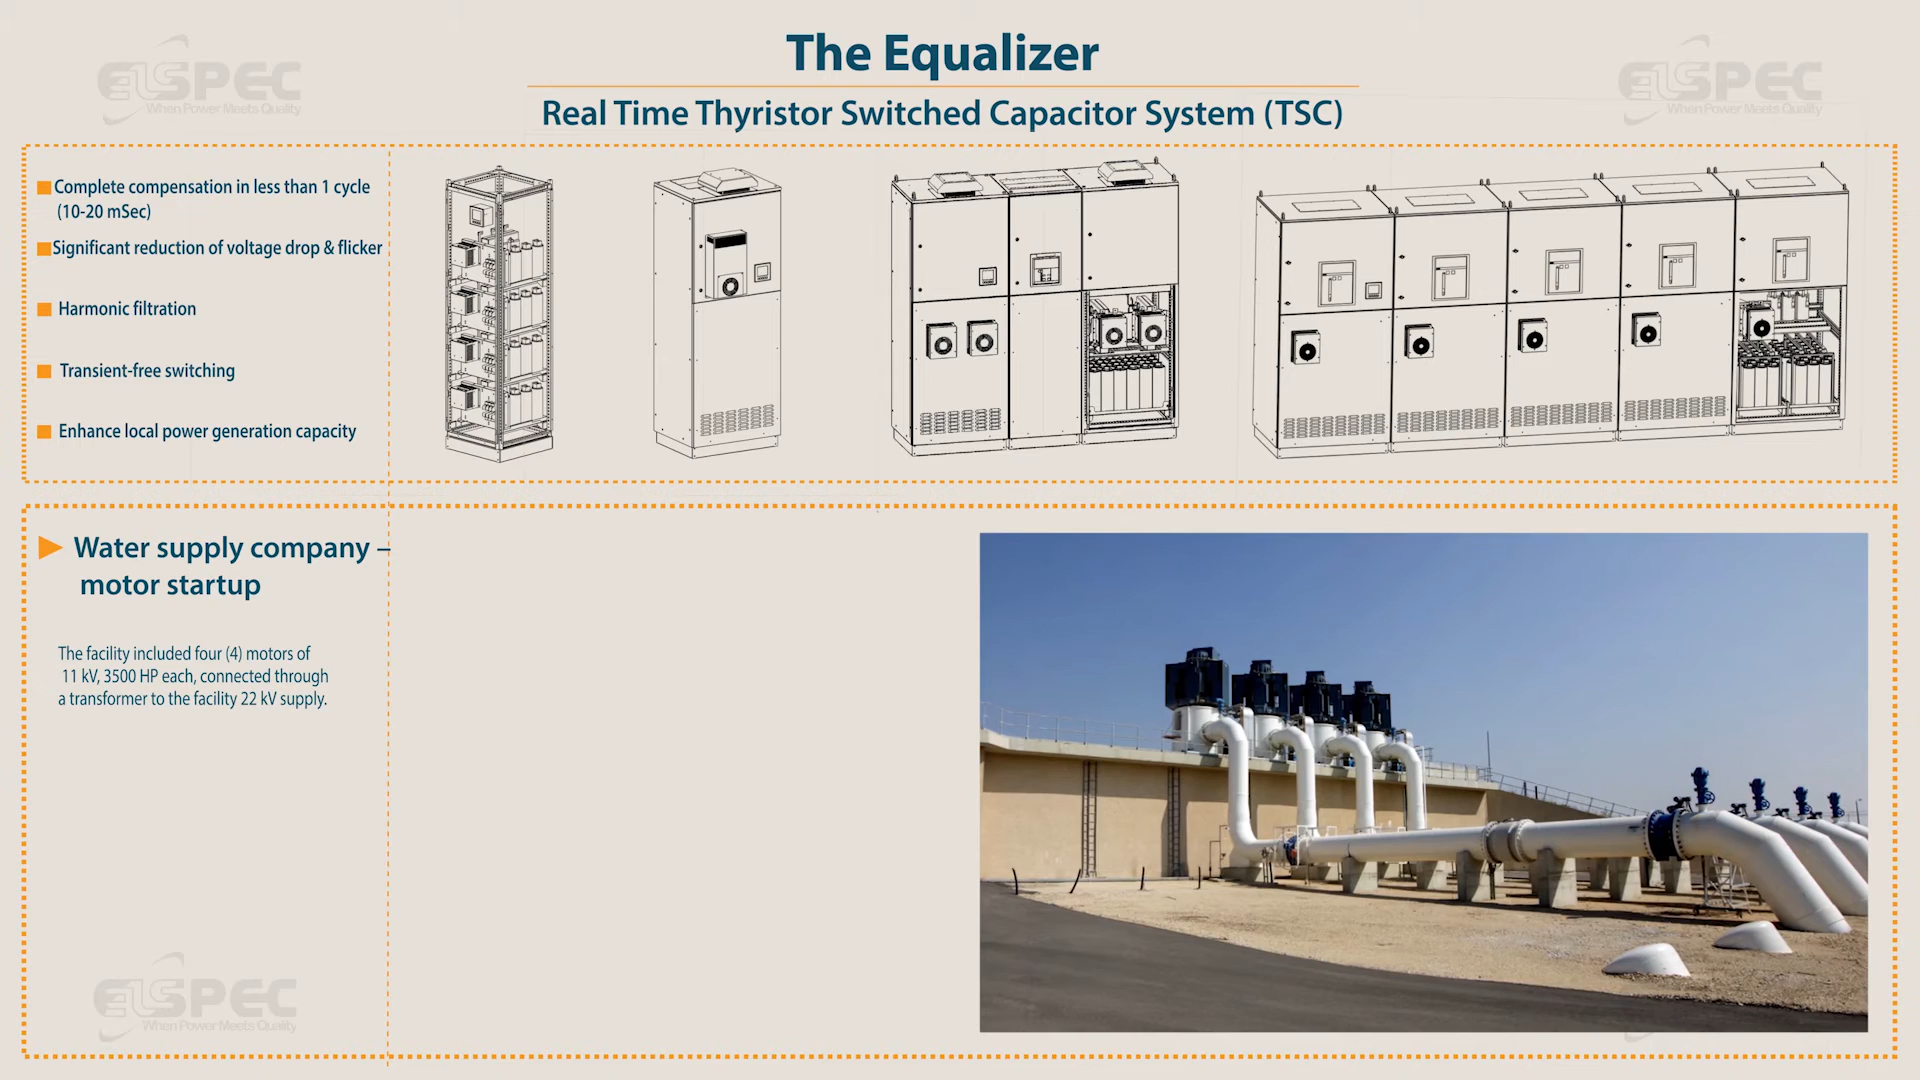 ELSPEC
When Power Meets Quality
The Equalizer
ELSPEC
When Power Meets Quality
Real Time Thyristor Switched Capacitor System (TSC)
Complete compensation in less than 1 cycle
(10-20 mSec)
Significant reduction of voltage drop & flicker
Harmonic filtration
Transient-free switching
Enhance local power generation capacity
Water supply company –
motor startup
The facility included four (4) motors of
11 kV, 3500 HP each, connected through
a transformer to the facility 22 kV supply.
ELSPEC
When Power Meets Quality